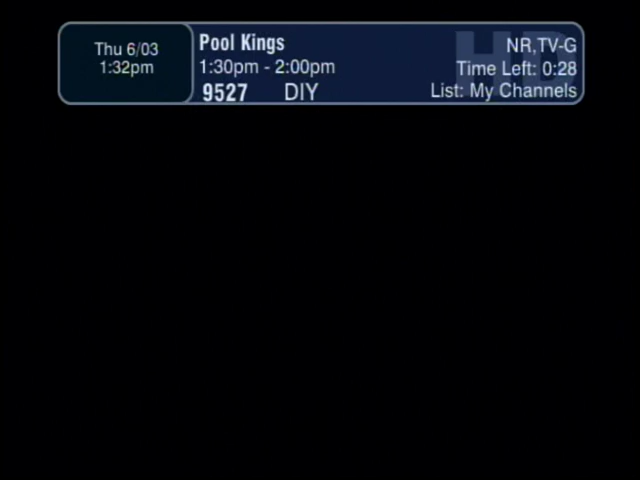 Thu 6/03
1:32pm
Pool Kings
1:30pm - 2:00pm
9527 DIY
HD
NR,TV-G
Time Left: 0:28
List: My Channels